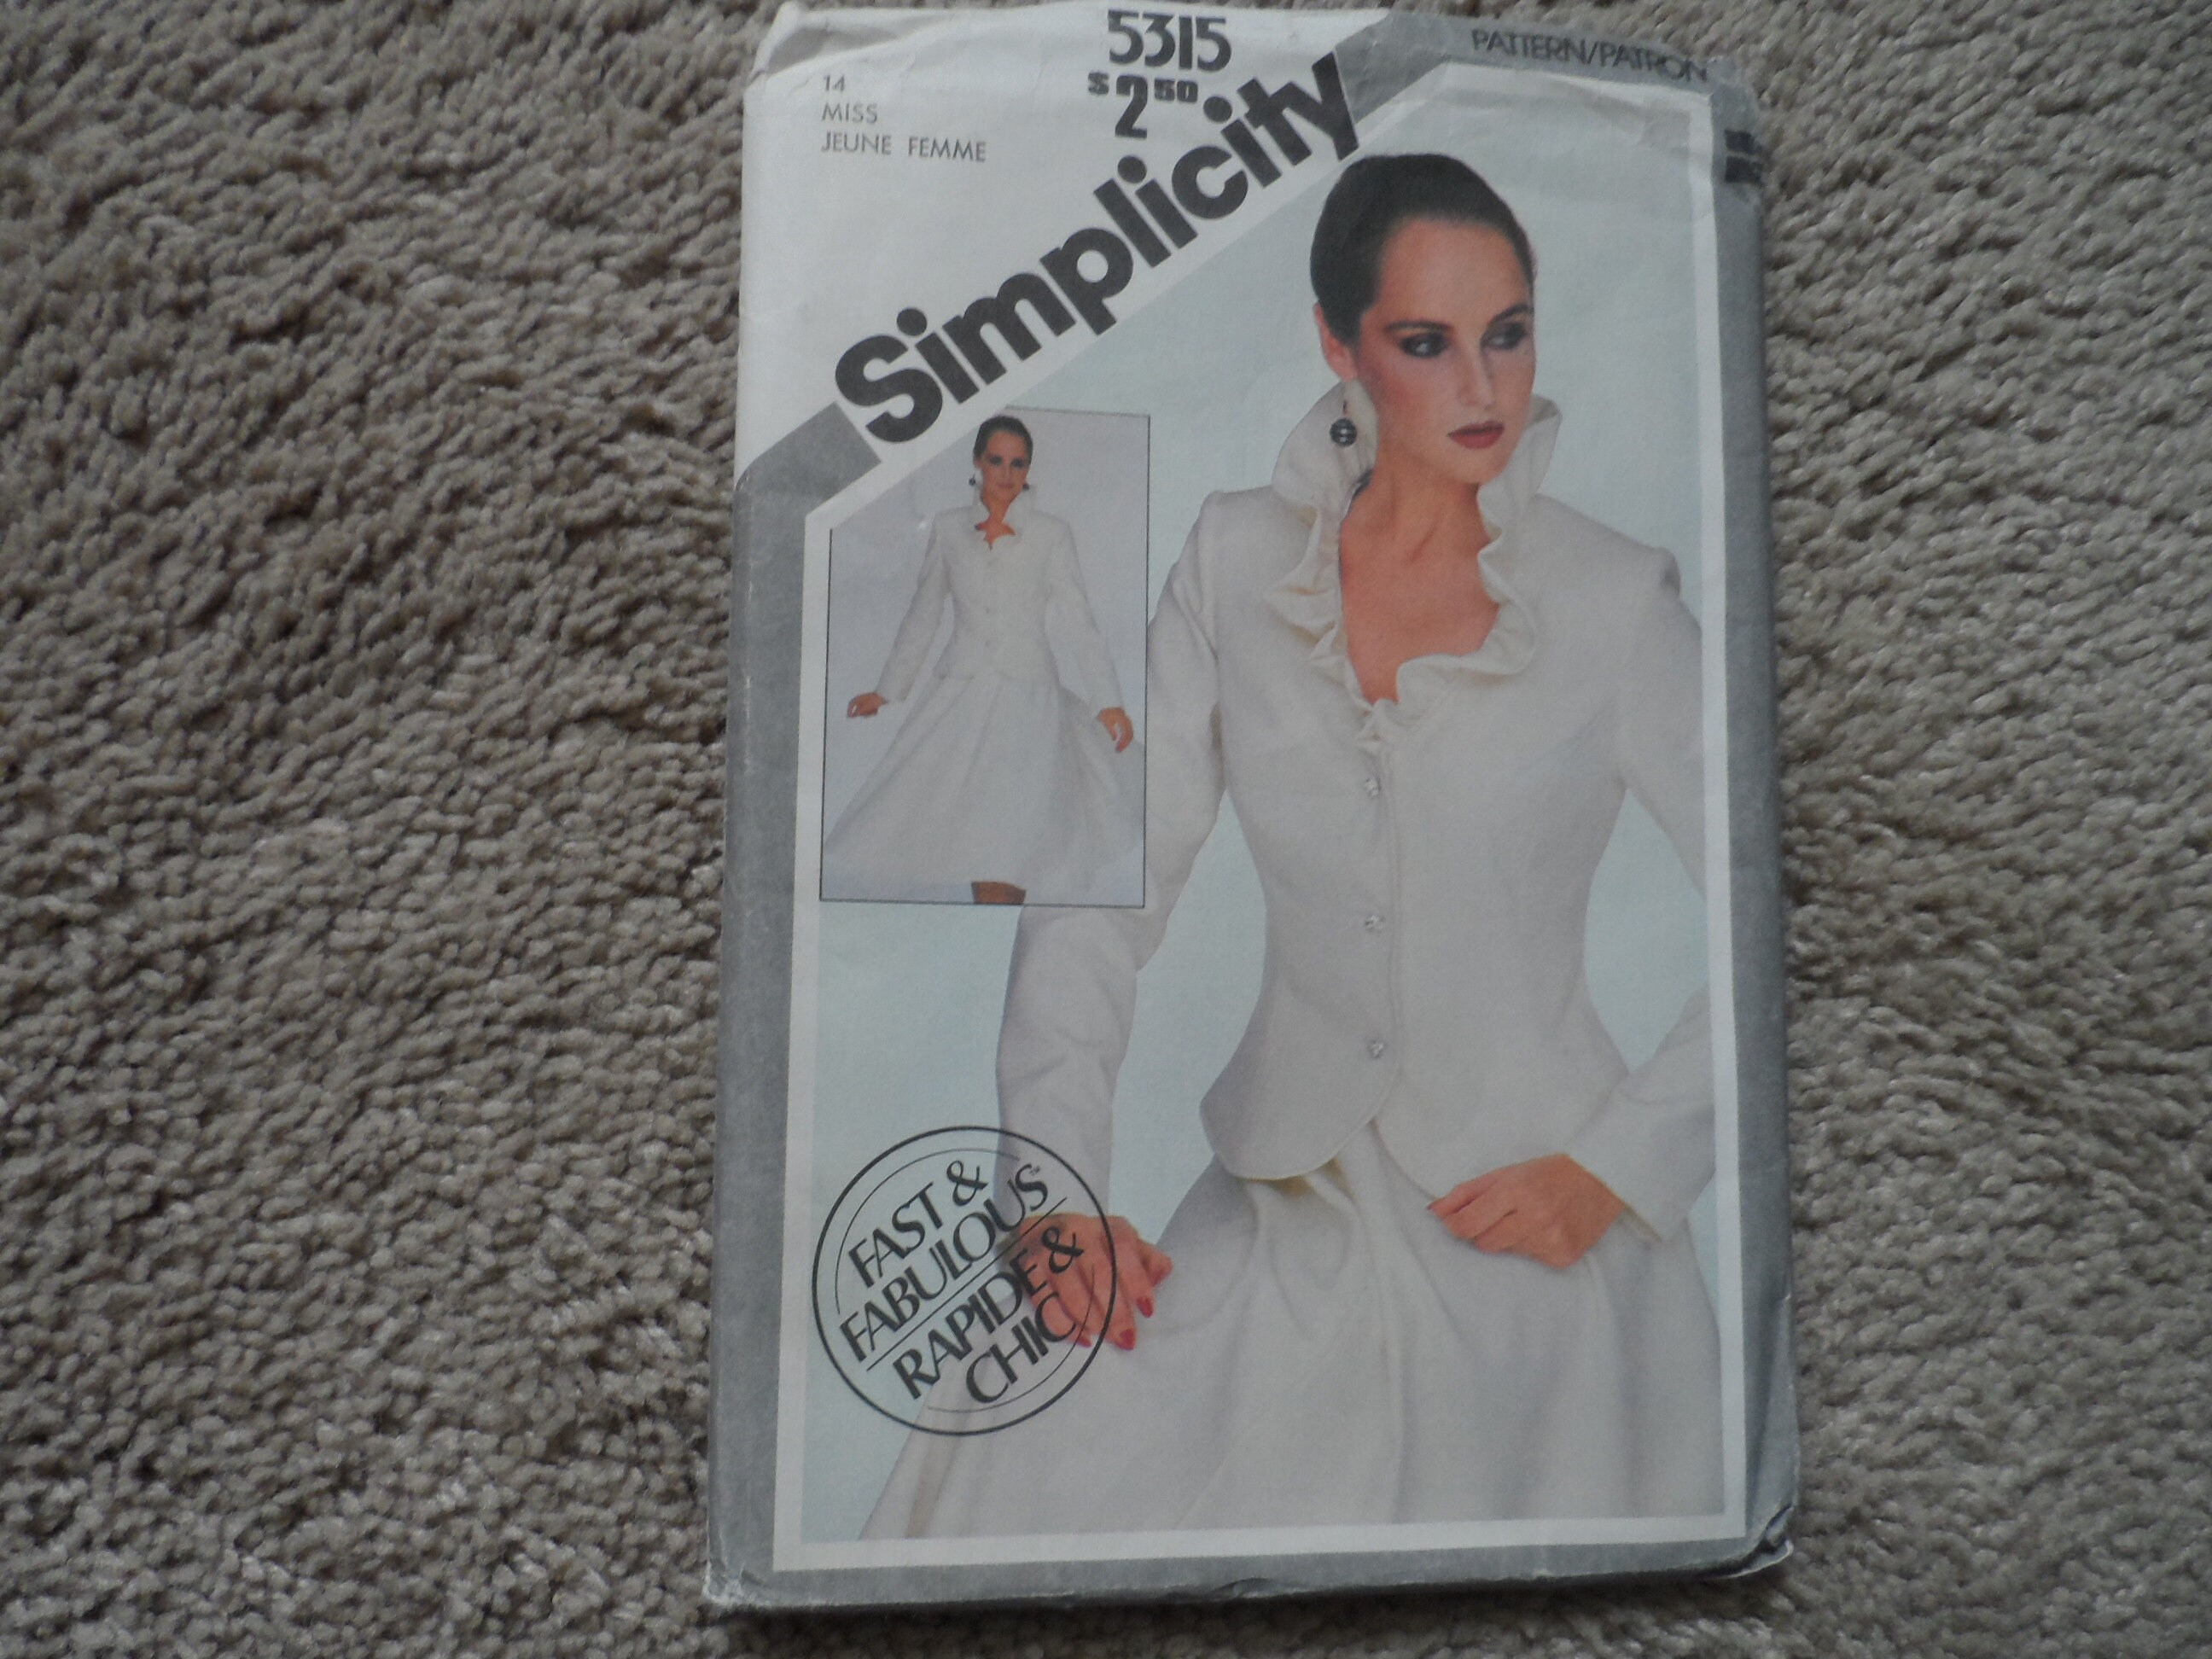 5315
$2.50
14
MISS
JEUNE FEMME
PATTERN/PATRON
Simplicity
FAST &
FABULOUS
RAPIDE &
CHIC